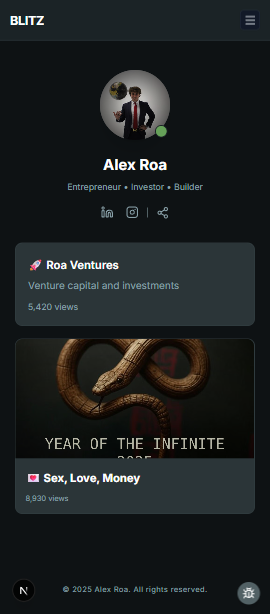 BLITZ
Alex Roa
Entrepreneur • Investor • Builder
🚀 Roa Ventures
Venture capital and investments
5,420 views
YEAR OF THE INFINITE
2025
💌 Sex, Love, Money
8,930 views
N
© 2025 Alex Roa. All rights reserved.